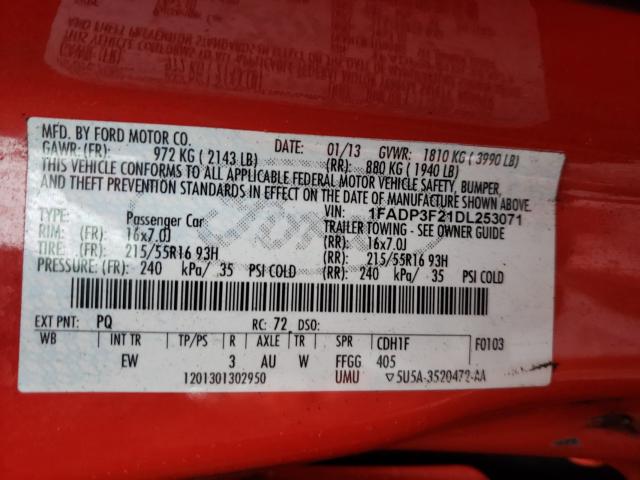 MFD. BY FORD MOTOR CO. DATE: 01/13 GVWR: 1810 KG ( 3990 LB)
GAWR: (FR): 972 KG ( 2143 LB) (RR): 880 KG ( 1940 LB)
THIS VEHICLE CONFORMS TO ALL APPLICABLE FEDERAL MOTOR VEHICLE SAFETY, BUMPER,
AND THEFT PREVENTION STANDARDS IN EFFECT ON THE DATE OF MANUFACTURE SHOWN ABOVE.
VIN: 1FADP3F21DL253071
TYPE: Passenger Car TRAILER TOWING - SEE OWNER GUIDE
RIM: (FR) 16x7.0J (RR): 16x7.0J
TIRE: (FR): 215/55R16 93H (RR): 215/55R16 93H
PRESSURE: (FR): 240 kPa/ 35 PSI COLD (RR): 240 kPa/ 35 PSI COLD
EXT PNT: PQ RC: 72 DSO:
WB INT TR TP/PS R AXLE TR SPR CDH1F F0103
EW 3 AU W FFGG 405
1201301302950 UMU ▽5U5A-3520472-AA